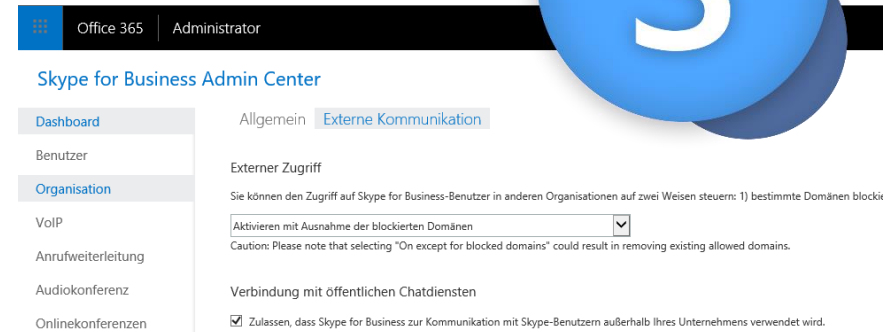 Office 365 Administrator
S
Skype for Business Admin Center
Dashboard
Benutzer
Organisation
VoIP
Anrufweiterleitung
Audiokonferenz
Onlinekonferenzen
Allgemein Externe Kommunikation
Externer Zugriff
Sie können den Zugriff auf Skype for Business-Benutzer in anderen Organisationen auf zwei Weisen steuern: 1) bestimmte Domänen
Aktivieren mit Ausnahme der blockierten Domänen
Caution: Please note that selecting "On except for blocked domains" could result in removing existing allowed domains.
Verbindung mit öffentlichen Chatdiensten
Zulassen, dass Skype for Business zur Kommunikation mit Skype-Benutzern außerhalb Ihres Unternehmens verwendet wird.